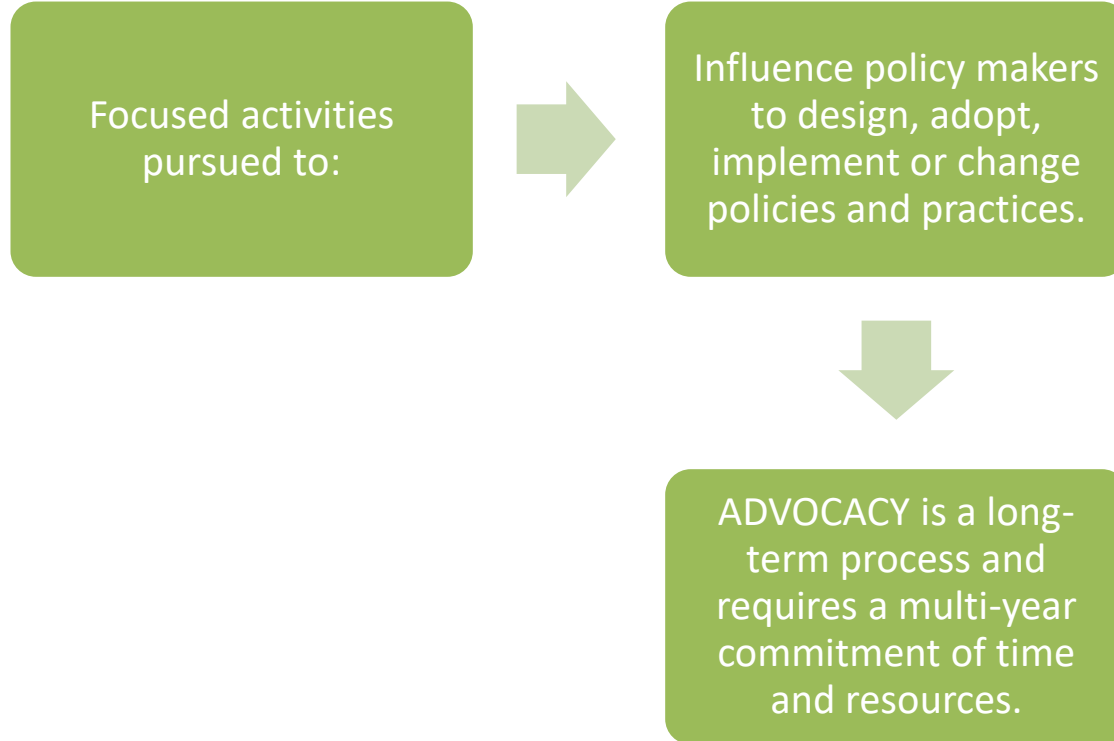 Focused activities
pursued to:
Influence policy makers
to design, adopt,
implement or change
policies and practices.
ADVOCACY is a long-
term process and
requires a multi-year
commitment of time
and resources.